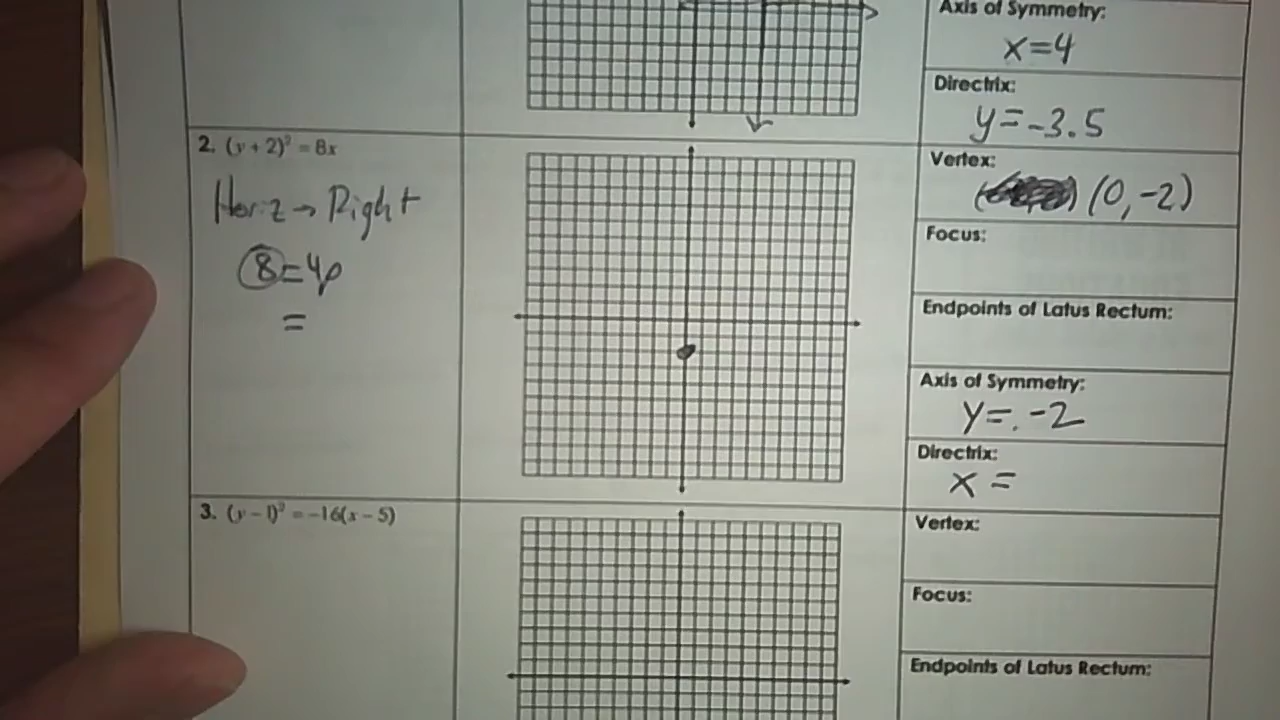 Axis of Symmetry:
x=4
Directrix:
y=-3.5
2. (y + 2)² = 8x
Horiz → Right
8=4p
=
Vertex:
(0,-2)
Focus:
Endpoints of Latus Rectum:
Axis of Symmetry:
y=.-2
Directrix:
x =
3. (y – 1)² = –16(x – 5)
Vertex:
Focus:
Endpoints of Latus Rectum: